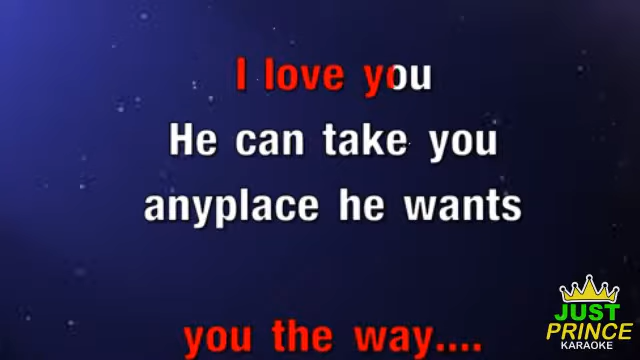 I love you
He can take you
anyplace he wants
you the way....
JUST
PRINCE
KARAOKE